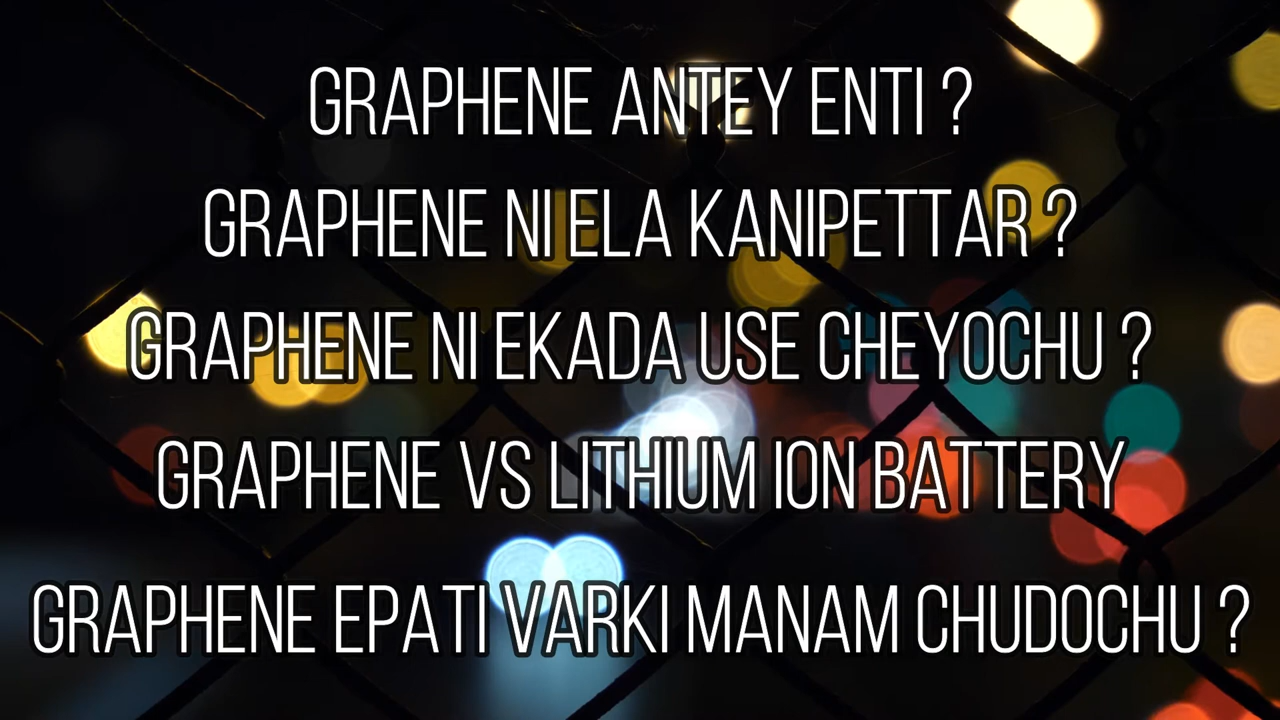 GRAPHENE ANTEY ENTI ?
GRAPHENE NI ELA KANIPETTAR ?
GRAPHENE NI EKADA USE CHEYOCHU ?
GRAPHENE VS LITHIUM ION BATTERY
GRAPHENE EPATI VARKI MANAM CHUDOCHU ?